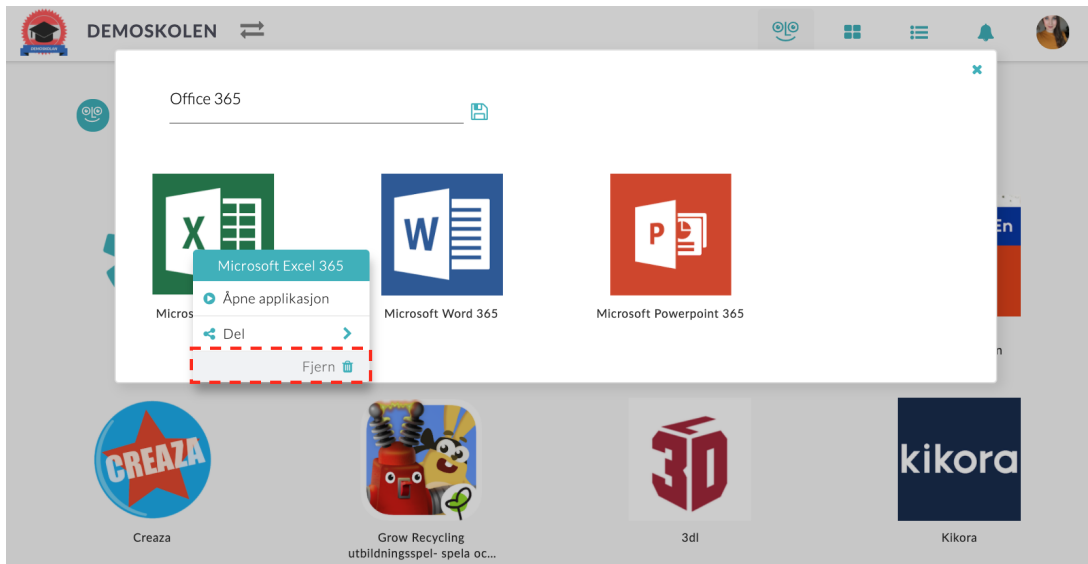 DEMOSKOLEN
DEMOSKOLEN
Office 365
X
W
P
En
Microsoft Excel 365
Åpne applikasjon
Micros
Microsoft Word 365
Microsoft Powerpoint 365
Del
n
Fjern
CREAZA
3D
kikora
Creaza
Grow Recycling
utbildningsspel- spela oc...
3dl
Kikora